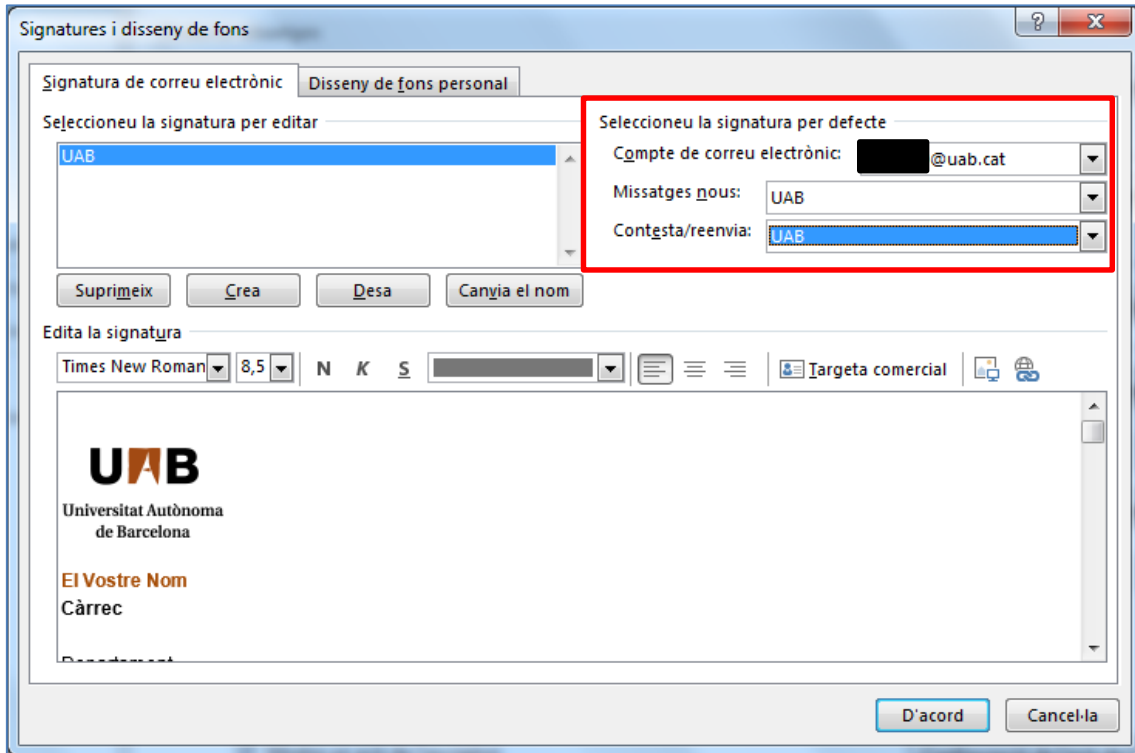 Signatures i disseny de fons
Signatura de correu electrònic
Disseny de fons personal
Seleccioneu la signatura per editar
UAB
Seleccioneu la signatura per defecte
Compte de correu electrònic: @uab.cat
Missatges nous: UAB
Contesta/reenvia: UAB
Suprimeix Crea Desa Canvia el nom
Edita la signatura
Times New Roman 8,5 N K S Targeta comercial
UAB
Universitat Autònoma
de Barcelona
El Vostre Nom
Càrrec
Departament
D'acord Cancel·la